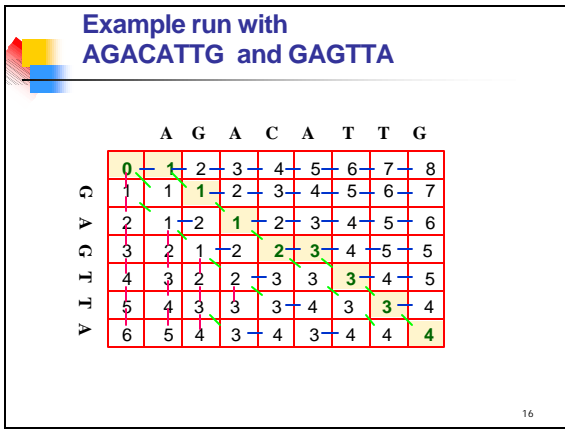 Example run with
AGACATTG and GAGTTA
A G A C A T T G
0 1 2 3 4 5 6 7 8
G 1 1 1 2 3 4 5 6 7
A 2 1 2 1 2 3 4 5 6
G 3 2 1 2 2 3 4 5 5
T 4 3 2 2 3 3 3 4 5
T 5 4 3 3 3 4 3 3 4
A 6 5 4 3 4 3 4 4 4
16